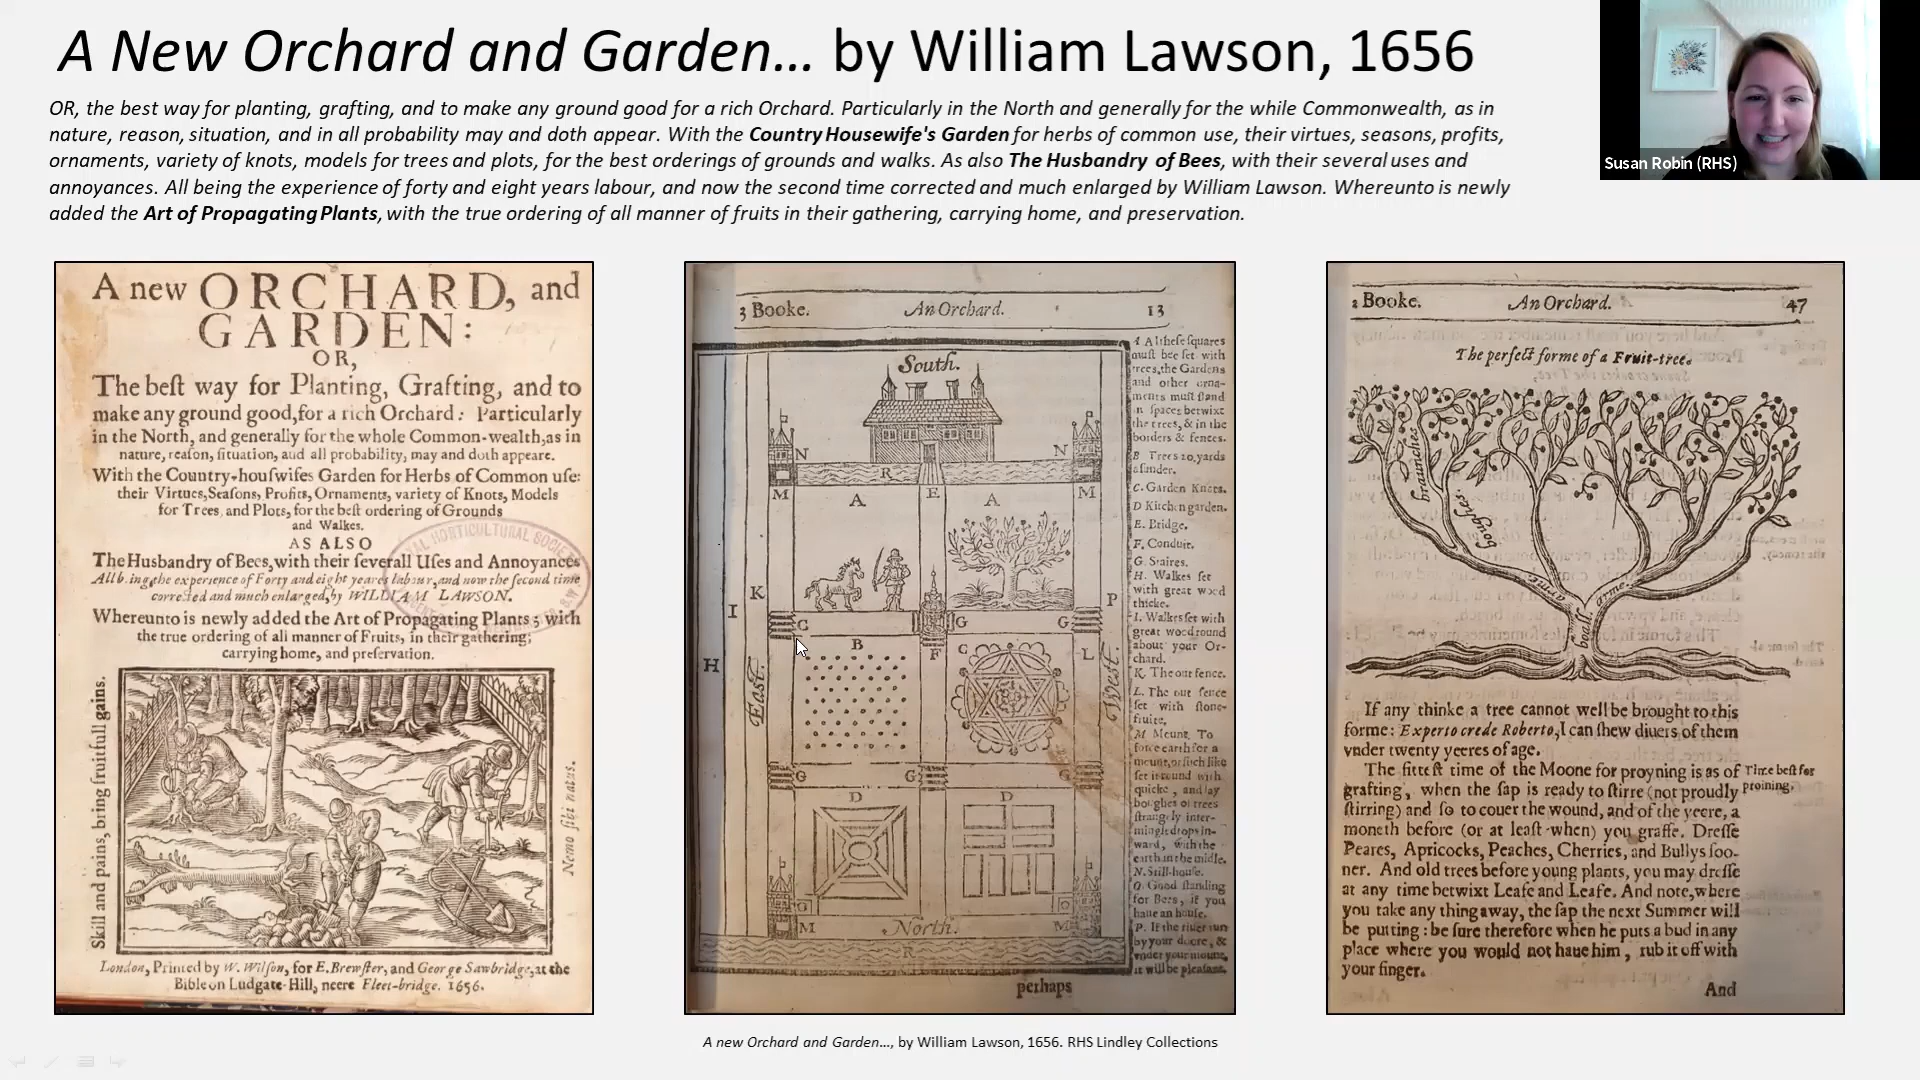 A New Orchard and Garden... by William Lawson, 1656
OR, the best way for planting, grafting, and to make any ground good for a rich Orchard. Particularly in the North and generally for the while Commonwealth, as in
nature, reason, situation, and in all probability may and doth appear. With the Country Housewife's Garden for herbs of common use, their virtues, seasons, profits,
ornaments, variety of knots, models for trees and plots, for the best orderings of grounds and walks. As also The Husbandry of Bees, with their several uses and
annoyances. All being the experience of forty and eight years labour, and now the second time corrected and much enlarged by William Lawson. Whereunto is newly
added the Art of Propagating Plants, with the true ordering of all manner of fruits in their gathering, carrying home, and preservation.
Susan Robin (RHS)
A new ORCHARD, and
GARDEN:
OR,
The beſt way for Planting, Grafting, and to
make any ground good, for a rich Orchard: Particularly
in the North, and generally for the whole Common-wealth, as in
nature, reaſon, ſituation, and all probability, may and doth appeare.
With the Country-houſwifes Garden for Herbs of Common uſe:
their Virtues, Seaſons, Profits, Ornaments, variety of Knots, Models
for Trees, and Plots, for the beſt ordering of Grounds
and Walkes.
AS ALSO
The Husbandry of Bees, with their ſeverall Uſes and Annoyances
All being the experience of Forty and eight yeares labour, and now the ſecond time
corrected and much enlarged, by WILLIAM LAWSON.
Whereunto is newly added the Art of Propagating Plants; with
the true ordering of all manner of Fruits, in their gathering,
carrying home, and preſervation.
Skill and pains, bring fruitfull gains.
Nemo ſibi natus.
London, Printed by W. Wilſon, for E. Brewſter, and George Sawbridge, at the
Bible on Ludgate-Hill, neere Fleet-bridge. 1656.
3 Booke. An Orchard. 13
South.
N N
R
M A E A M
K P
I
C G G
B F C
H L
East. West.
G G G
D D
M M
North.
R
All theſe ſquares
muſt bee ſet with
trees, the Gardens
and other orna-
ments muſt ſtand
in ſpaces betwixt
the trees, & in the
borders & fences.
B Trees 20. yards
aſunder.
C. Garden Knots.
D Kitchen garden.
E. Bridge.
F. Conduit.
G. Staires.
H. Walkes ſet
with great wood
thicke.
I. Walkes ſet with
great wood round
about your Or-
chard.
K. The out fence.
L. The out fence
ſet with ſtone-
fruite.
M Mount. To
force earth for a
mount, or ſuch like
ſet it round with
quicke, and lay
boughes of trees
ſtrangely inter-
mingled tops in-
ward, with the
earth in the midle.
N. Still-houſe.
O. Good ſtanding
for Bees, if you
haue an houſe.
P. If the river run
by your doore, &
under your mount,
it will be pleaſant.
perhaps
2 Booke. An Orchard. 47
The perfect forme of a Fruit-tree.
braunches
boughes.
arme arme
If any thinke a tree cannot well be brought to this
forme: Experto crede Roberto, I can ſhew diuers of them
vnder twenty yeeres of age.
The fitteſt time of the Moone for proyning is as of
Time beſt for
proining.
grafting, when the ſap is ready to ſtirre (not proudly
ſtirring) and ſo to couer the wound, and of the yeere, a
moneth before (or at leaſt when) you graffe. Dreſſe
Peares, Apricocks, Peaches, Cherries, and Bullys ſoo-
ner. And old trees before young plants, you may dreſſe
at any time betwixt Leafe and Leafe. And note, where
you take any thing away, the ſap the next Summer will
be putting: be ſure therefore when he puts a bud in any
place where you would not haue him, rub it off with
your finger.
And
A new Orchard and Garden..., by William Lawson, 1656. RHS Lindley Collections